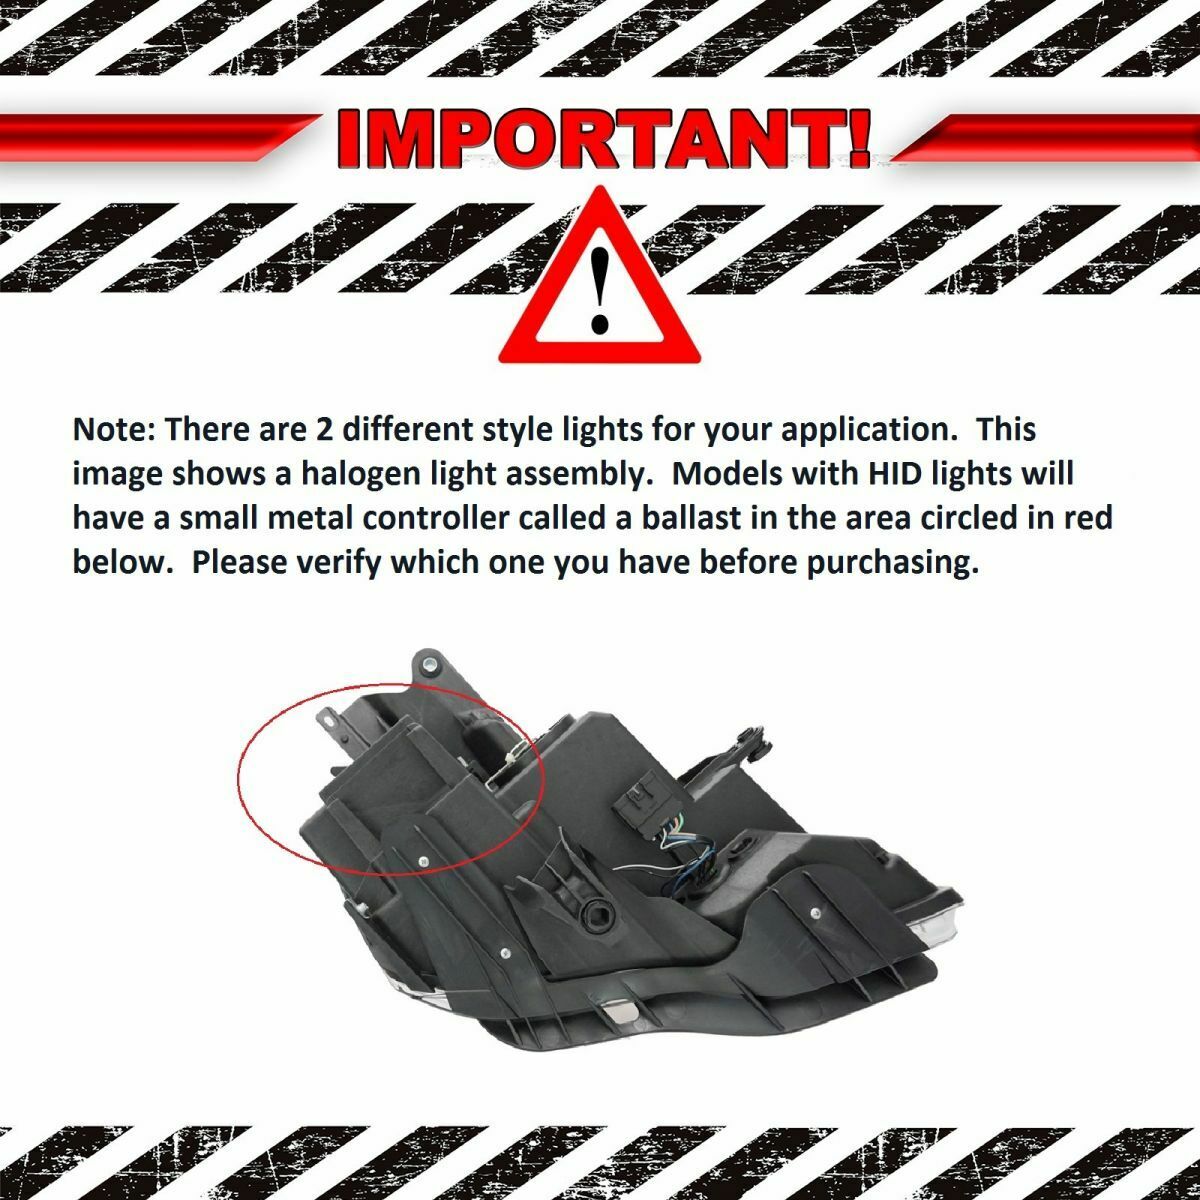 IMPORTANT!
Note: There are 2 different style lights for your application.  This
image shows a halogen light assembly.  Models with HID lights will
have a small metal controller called a ballast in the area circled in red
below.  Please verify which one you have before purchasing.